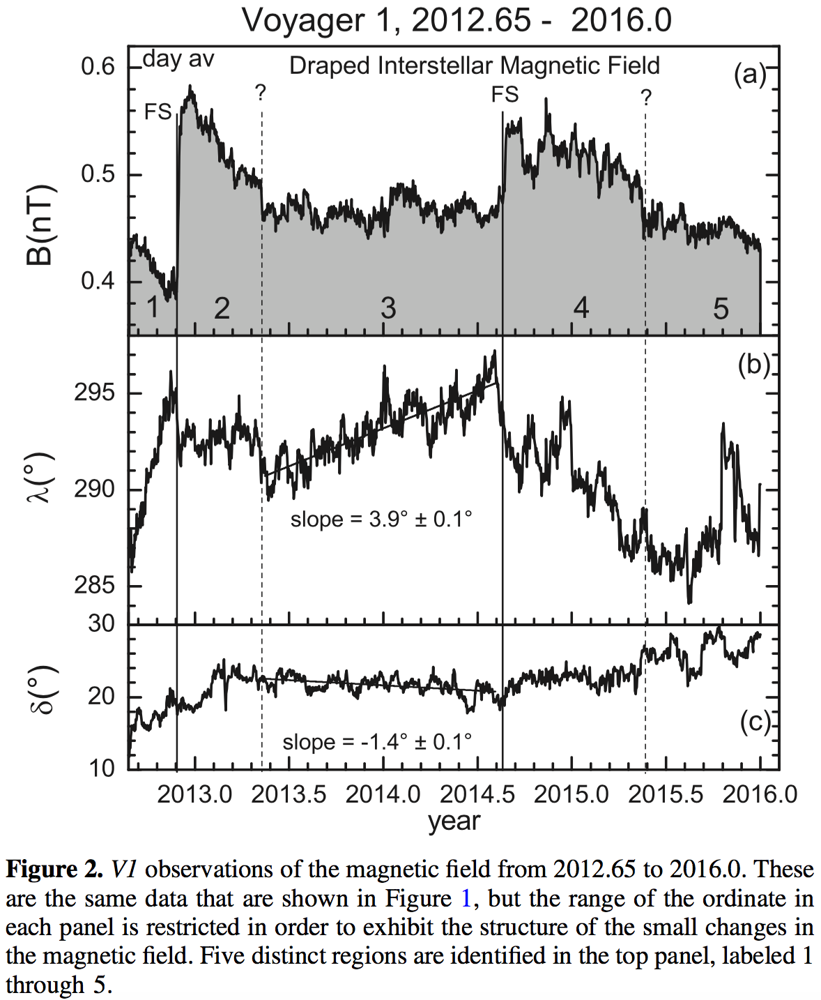 Voyager 1, 2012.65 - 2016.0
day av
Draped Interstellar Magnetic Field
(a)
FS
?
FS
?
0.6
0.5
0.4
B(nT)
1
2
3
4
5
(b)
295
290
285
λ(°)
slope = 3.9° ± 0.1°
30
20
10
δ(°)
slope = -1.4° ± 0.1°
(c)
2013.0 2013.5 2014.0 2014.5 2015.0 2015.5 2016.0
year
Figure 2. V1 observations of the magnetic field from 2012.65 to 2016.0. These
are the same data that are shown in Figure 1, but the range of the ordinate in
each panel is restricted in order to exhibit the structure of the small changes in
the magnetic field. Five distinct regions are identified in the top panel, labeled 1
through 5.